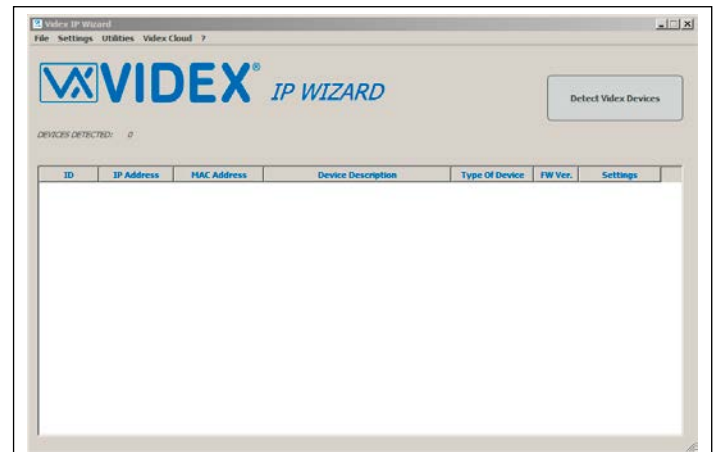 Videx IP Wizard
File Settings Utilities Videx Cloud ?
VIDEX® IP WIZARD
Detect Videx Devices
DEVICES DETECTED: 0
ID IP Address MAC Address Device Description Type Of Device FW Ver. Settings